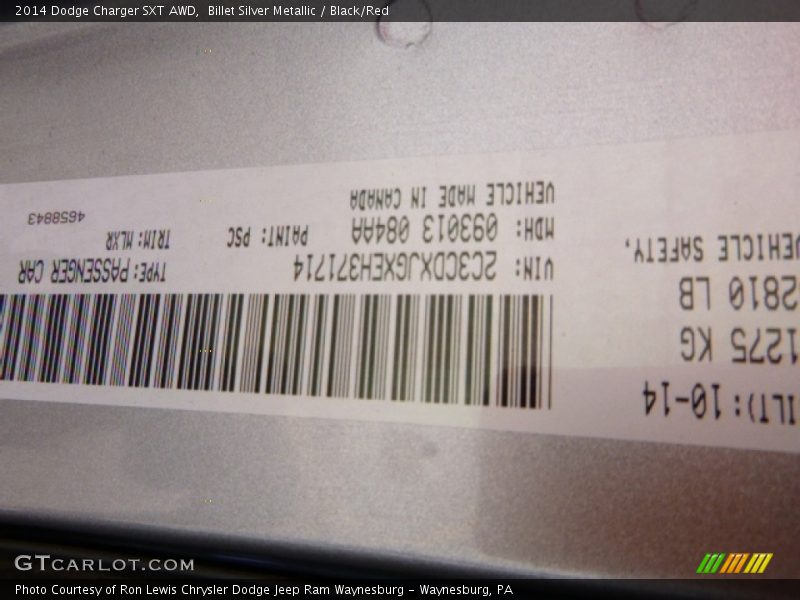 2014 Dodge Charger SXT AWD, Billet Silver Metallic / Black/Red
ILT): 10-14
1275 KG
2810 LB
VEHICLE SAFETY.
VIN: 2C3CDXJGXEH371714 TYPE: PASSENGER CAR
MDH: 093013 084AA PAINT: PSC TRIM: MLXR
VEHICLE MADE IN CANADA
4658843
GTCARLOT.COM
Photo Courtesy of Ron Lewis Chrysler Dodge Jeep Ram Waynesburg - Waynesburg, PA